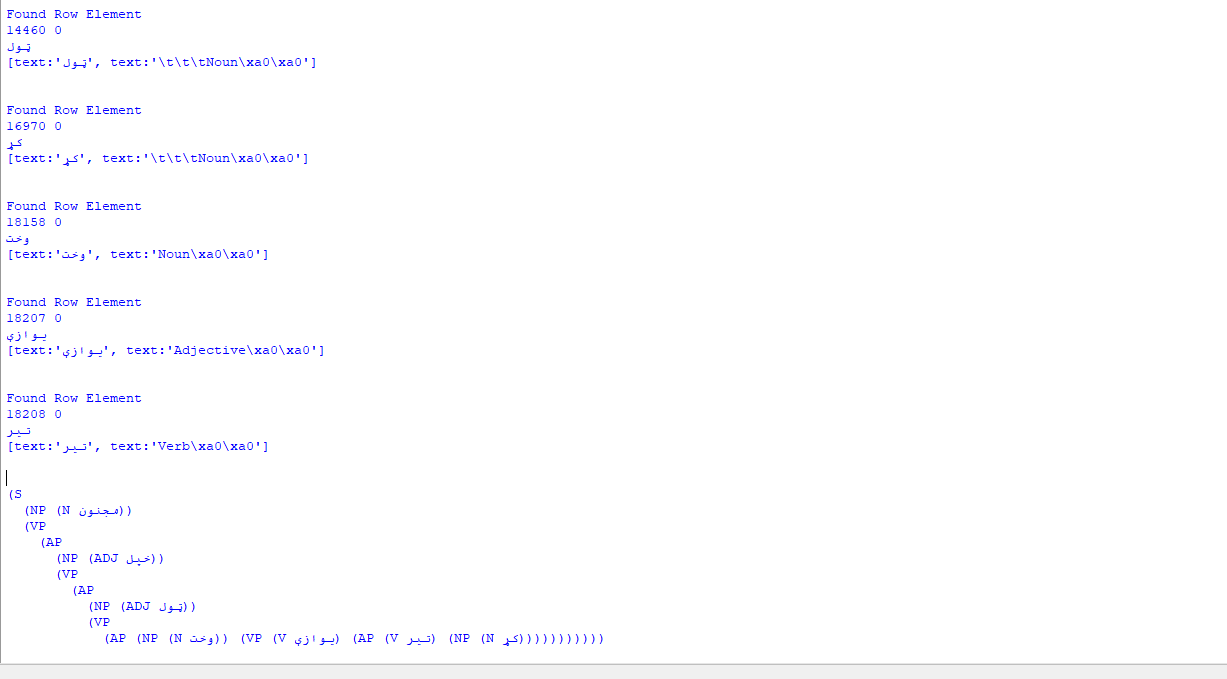 Found Row Element
14460 0
ټول
[text:'ټول', text:'\t\t\tNoun\xa0\xa0']
Found Row Element
16970 0
کړ
[text:'کړ', text:'\t\t\tNoun\xa0\xa0']
Found Row Element
18158 0
وخت
[text:'وخت', text:'Noun\xa0\xa0']
Found Row Element
18207 0
يوازې
[text:'يوازې', text:'Adjective\xa0\xa0']
Found Row Element
18208 0
تير
[text:'تير', text:'Verb\xa0\xa0']
(S
(NP (N مجنون))
(VP
(AP
(NP (ADJ خپل))
(VP
(AP
(NP (ADJ ټول))
(VP
(AP (NP (N وخت)) (VP (V يوازې) (AP (V تير) (NP (N کړ)))))))))))